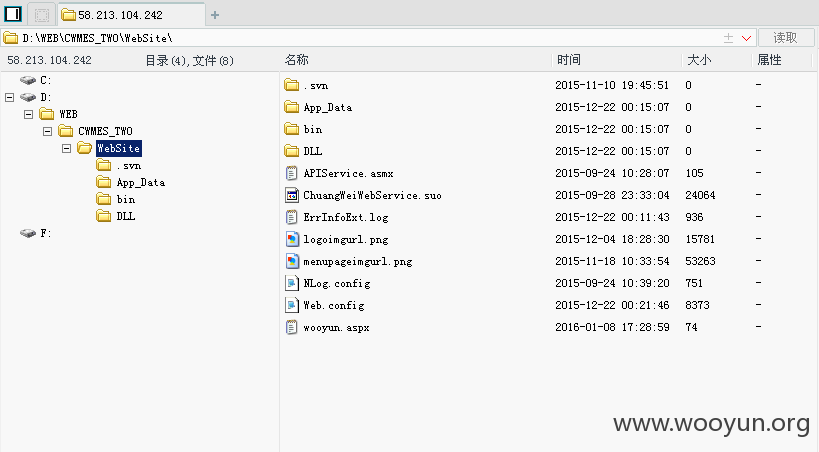 58.213.104.242
D:\WEB\CWMES_TWO\WebSite\ 读取
58.213.104.242 目录(4),文件(8) 名称 时间 大小 属性
C:
D:
WEB
CWMES_TWO
WebSite
.svn
App_Data
bin
DLL
F:
.svn 2015-11-10 19:45:51 0 -
App_Data 2015-12-22 00:15:07 0 -
bin 2015-12-22 00:15:07 0 -
DLL 2015-12-22 00:15:07 0 -
APIService.asmx 2015-09-24 10:28:07 105 -
ChuangWeiWebService.suo 2015-09-28 23:33:04 24064 -
ErrInfoExt.log 2015-12-22 00:11:43 936 -
logoimgurl.png 2015-12-04 18:28:30 15781 -
menupageimgurl.png 2015-11-18 10:33:54 53263 -
NLog.config 2015-09-24 10:39:20 751 -
Web.config 2015-12-22 00:21:46 8373 -
wooyun.aspx 2016-01-08 17:28:59 74 -
www.wooyun.org